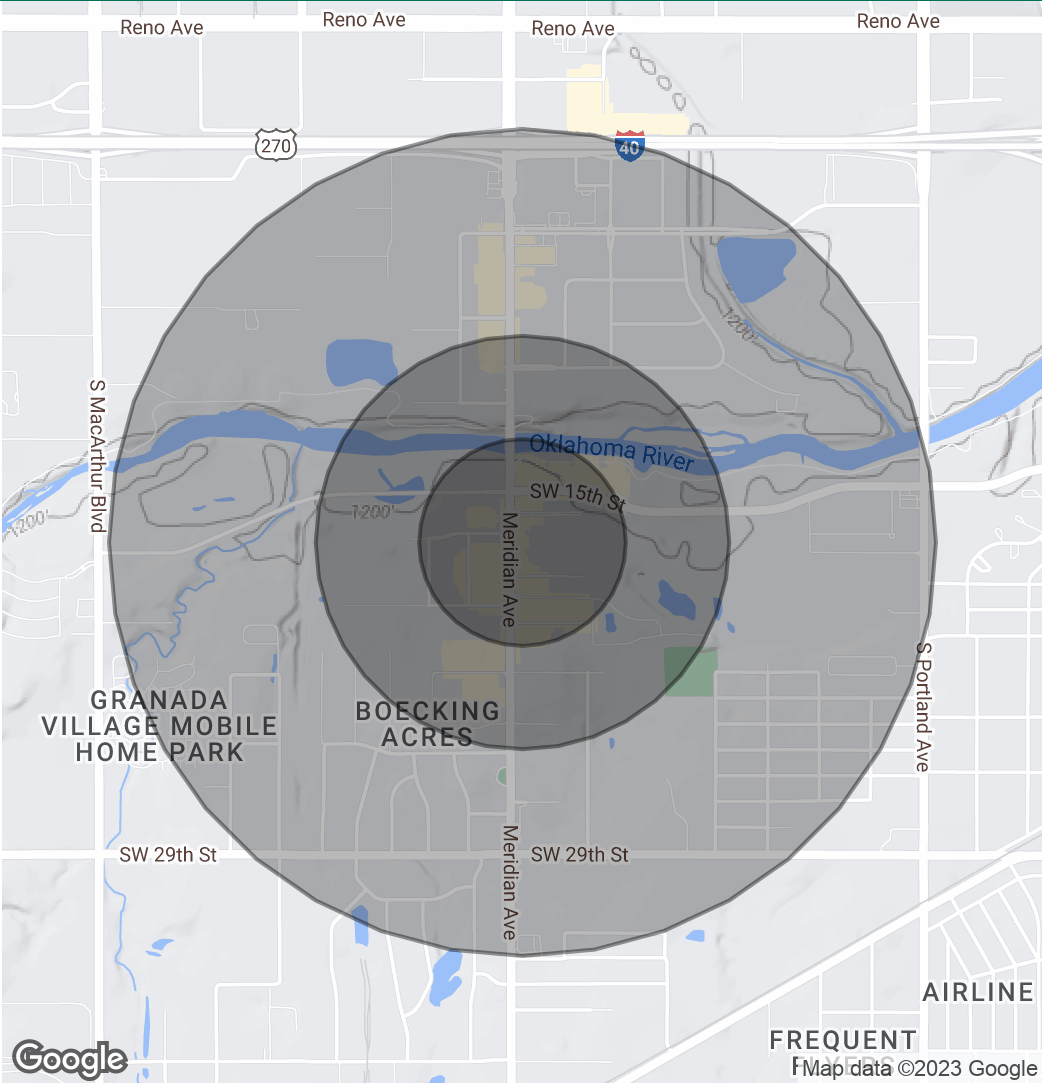 Reno Ave
Reno Ave
Reno Ave
Reno Ave
270
40
1200'
S MacArthur Blvd
Oklahoma River
SW 15th St
1200'
1200'
Meridian Ave
S Portland Ave
GRANADA
VILLAGE MOBILE
HOME PARK
BOECKING
ACRES
SW 29th St
SW 29th St
Meridian Ave
AIRLINE
FREQUENT
FLYERS
Google
Map data ©2023 Google